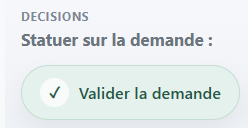 DECISIONS
Statuer sur la demande :
✓ Valider la demande